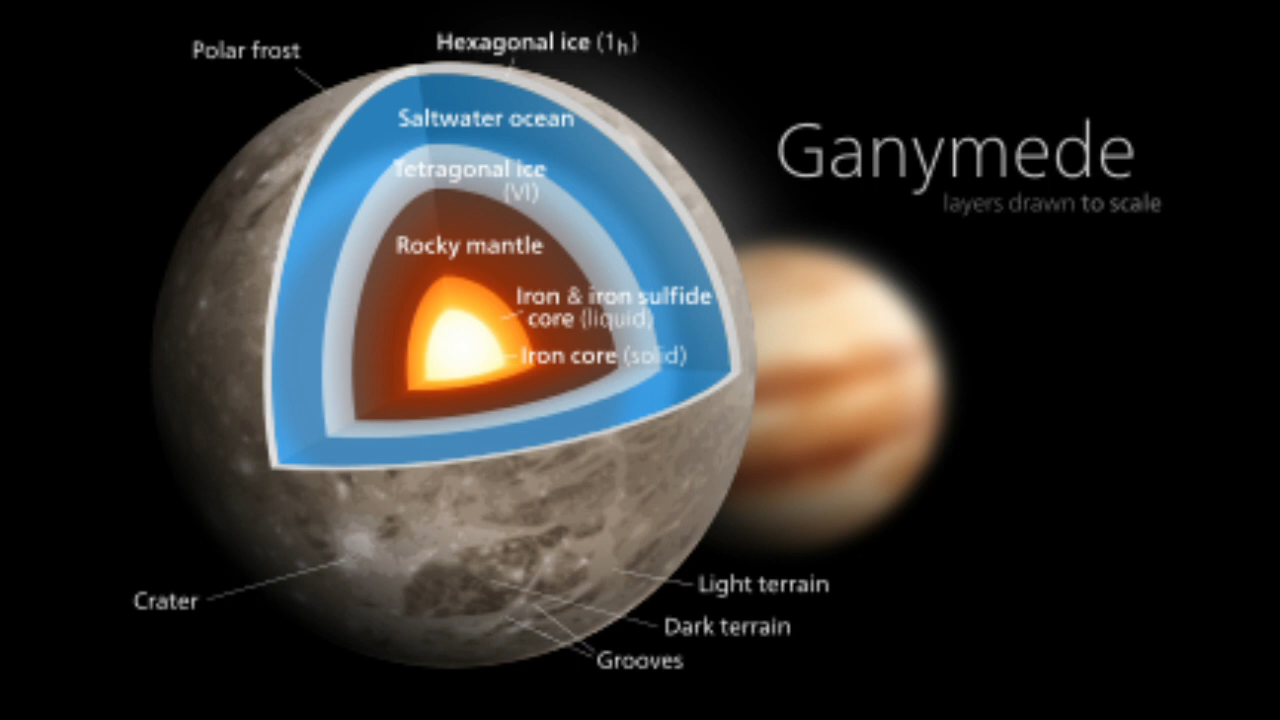 Polar frost
Hexagonal ice (1h)
Saltwater ocean
Tetragonal ice
(VI)
Rocky mantle
Iron & iron sulfide
core (liquid)
Iron core (solid)
Ganymede
layers drawn to scale
Crater
Light terrain
Dark terrain
Grooves